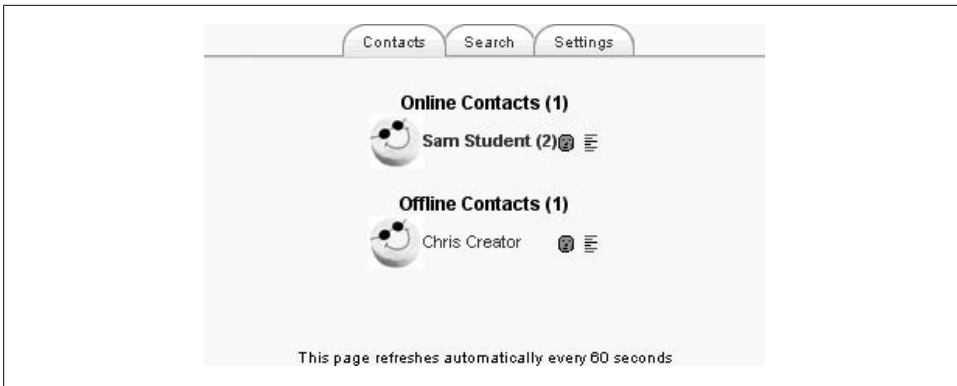 Contacts Search Settings
Online Contacts (1)
Sam Student (2)
Offline Contacts (1)
Chris Creator
This page refreshes automatically every 60 seconds